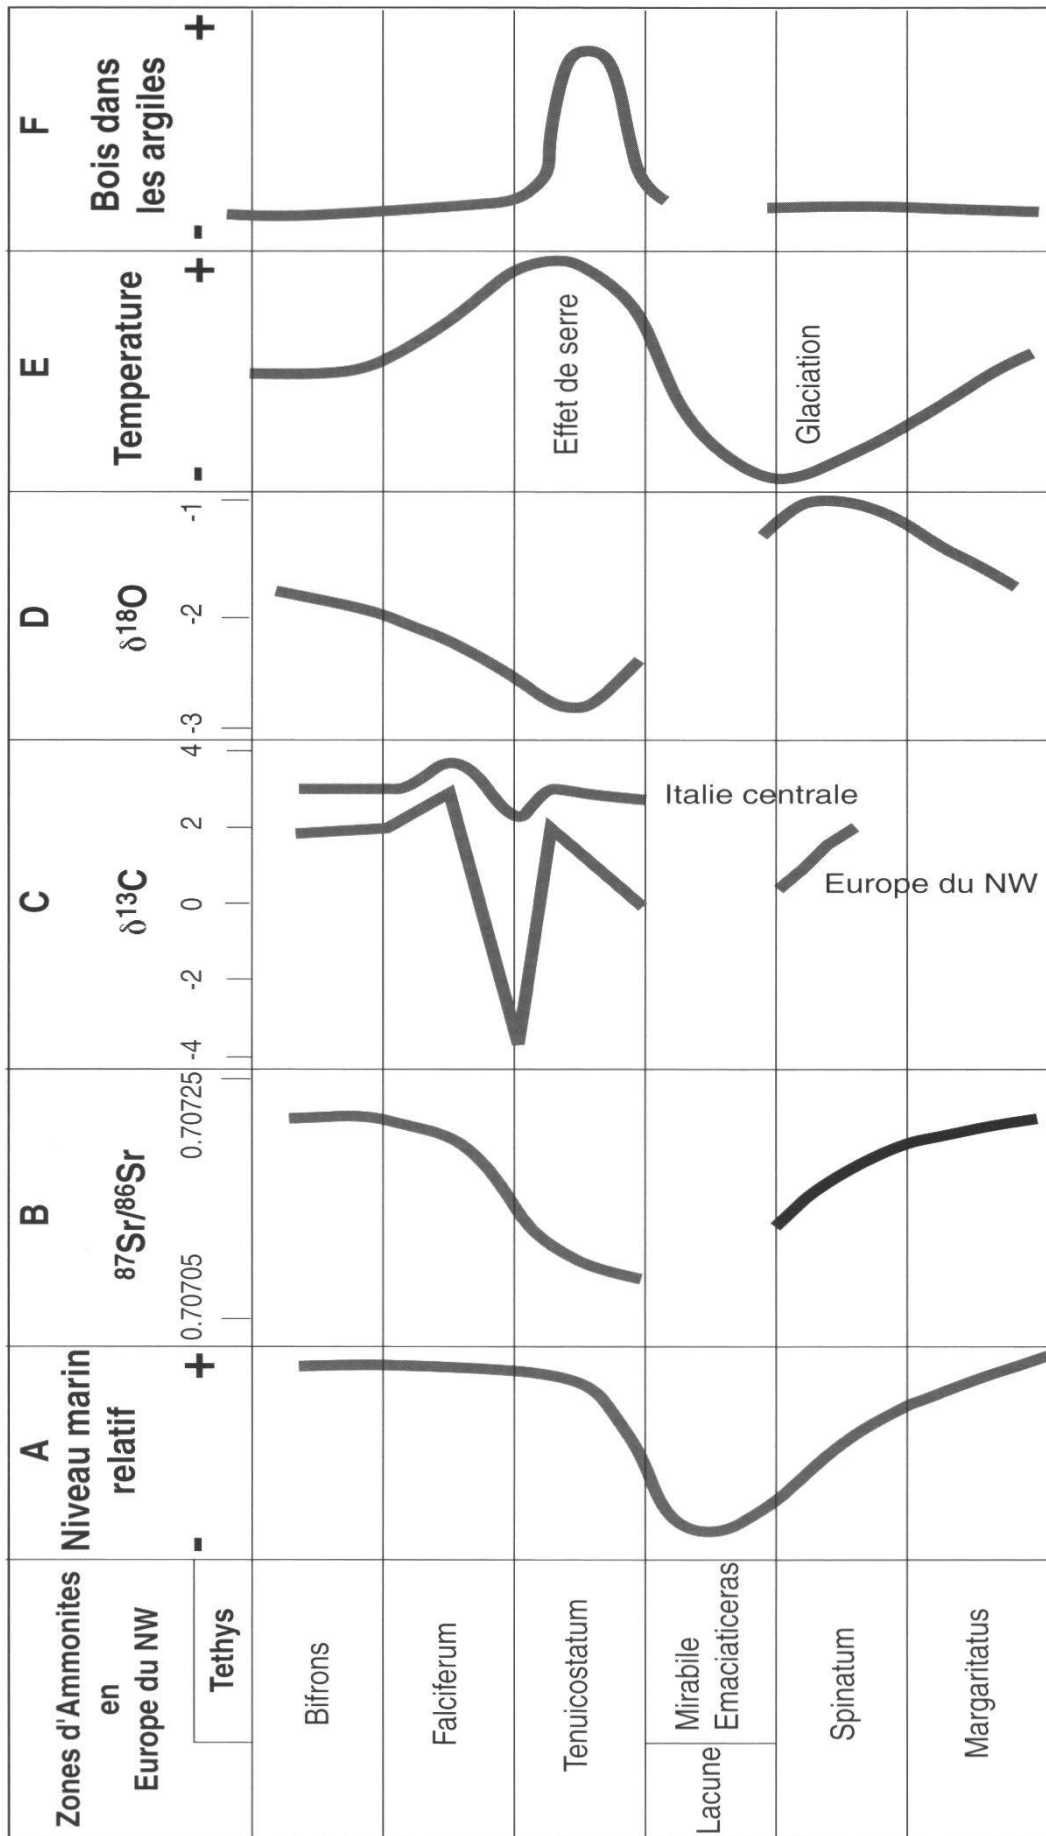 Zones d'Ammonites
en
Europe du NW
Tethys
Bifrons
Falciferum
Tenuicostatum
Lacune
Mirabile
Emaciaticeras
Spinatum
Margaritatus
A
Niveau marin
relatif
- +
B
87Sr/86Sr
0.70705 0.70725
C
δ13C
-4 -2 0 2 4
Italie centrale
Europe du NW
D
δ18O
-3 -2 -1
E
Temperature
- +
Effet de serre
Glaciation
F
Bois dans
les argiles
- +